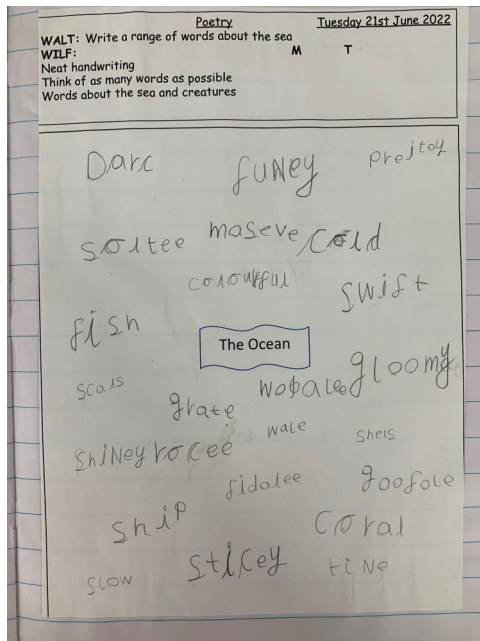 Poetry Tuesday 21st June 2022
WALT: Write a range of words about the sea
WILF: M T
Neat handwriting
Think of as many words as possible
Words about the sea and creatures
Darc funey preitey
soltee maseve cold
colourful swift
fish
The Ocean
scals grate wobalee gloomy
shiney rocee wale shels
fidalee goofole
ship coral
slow sticey tine